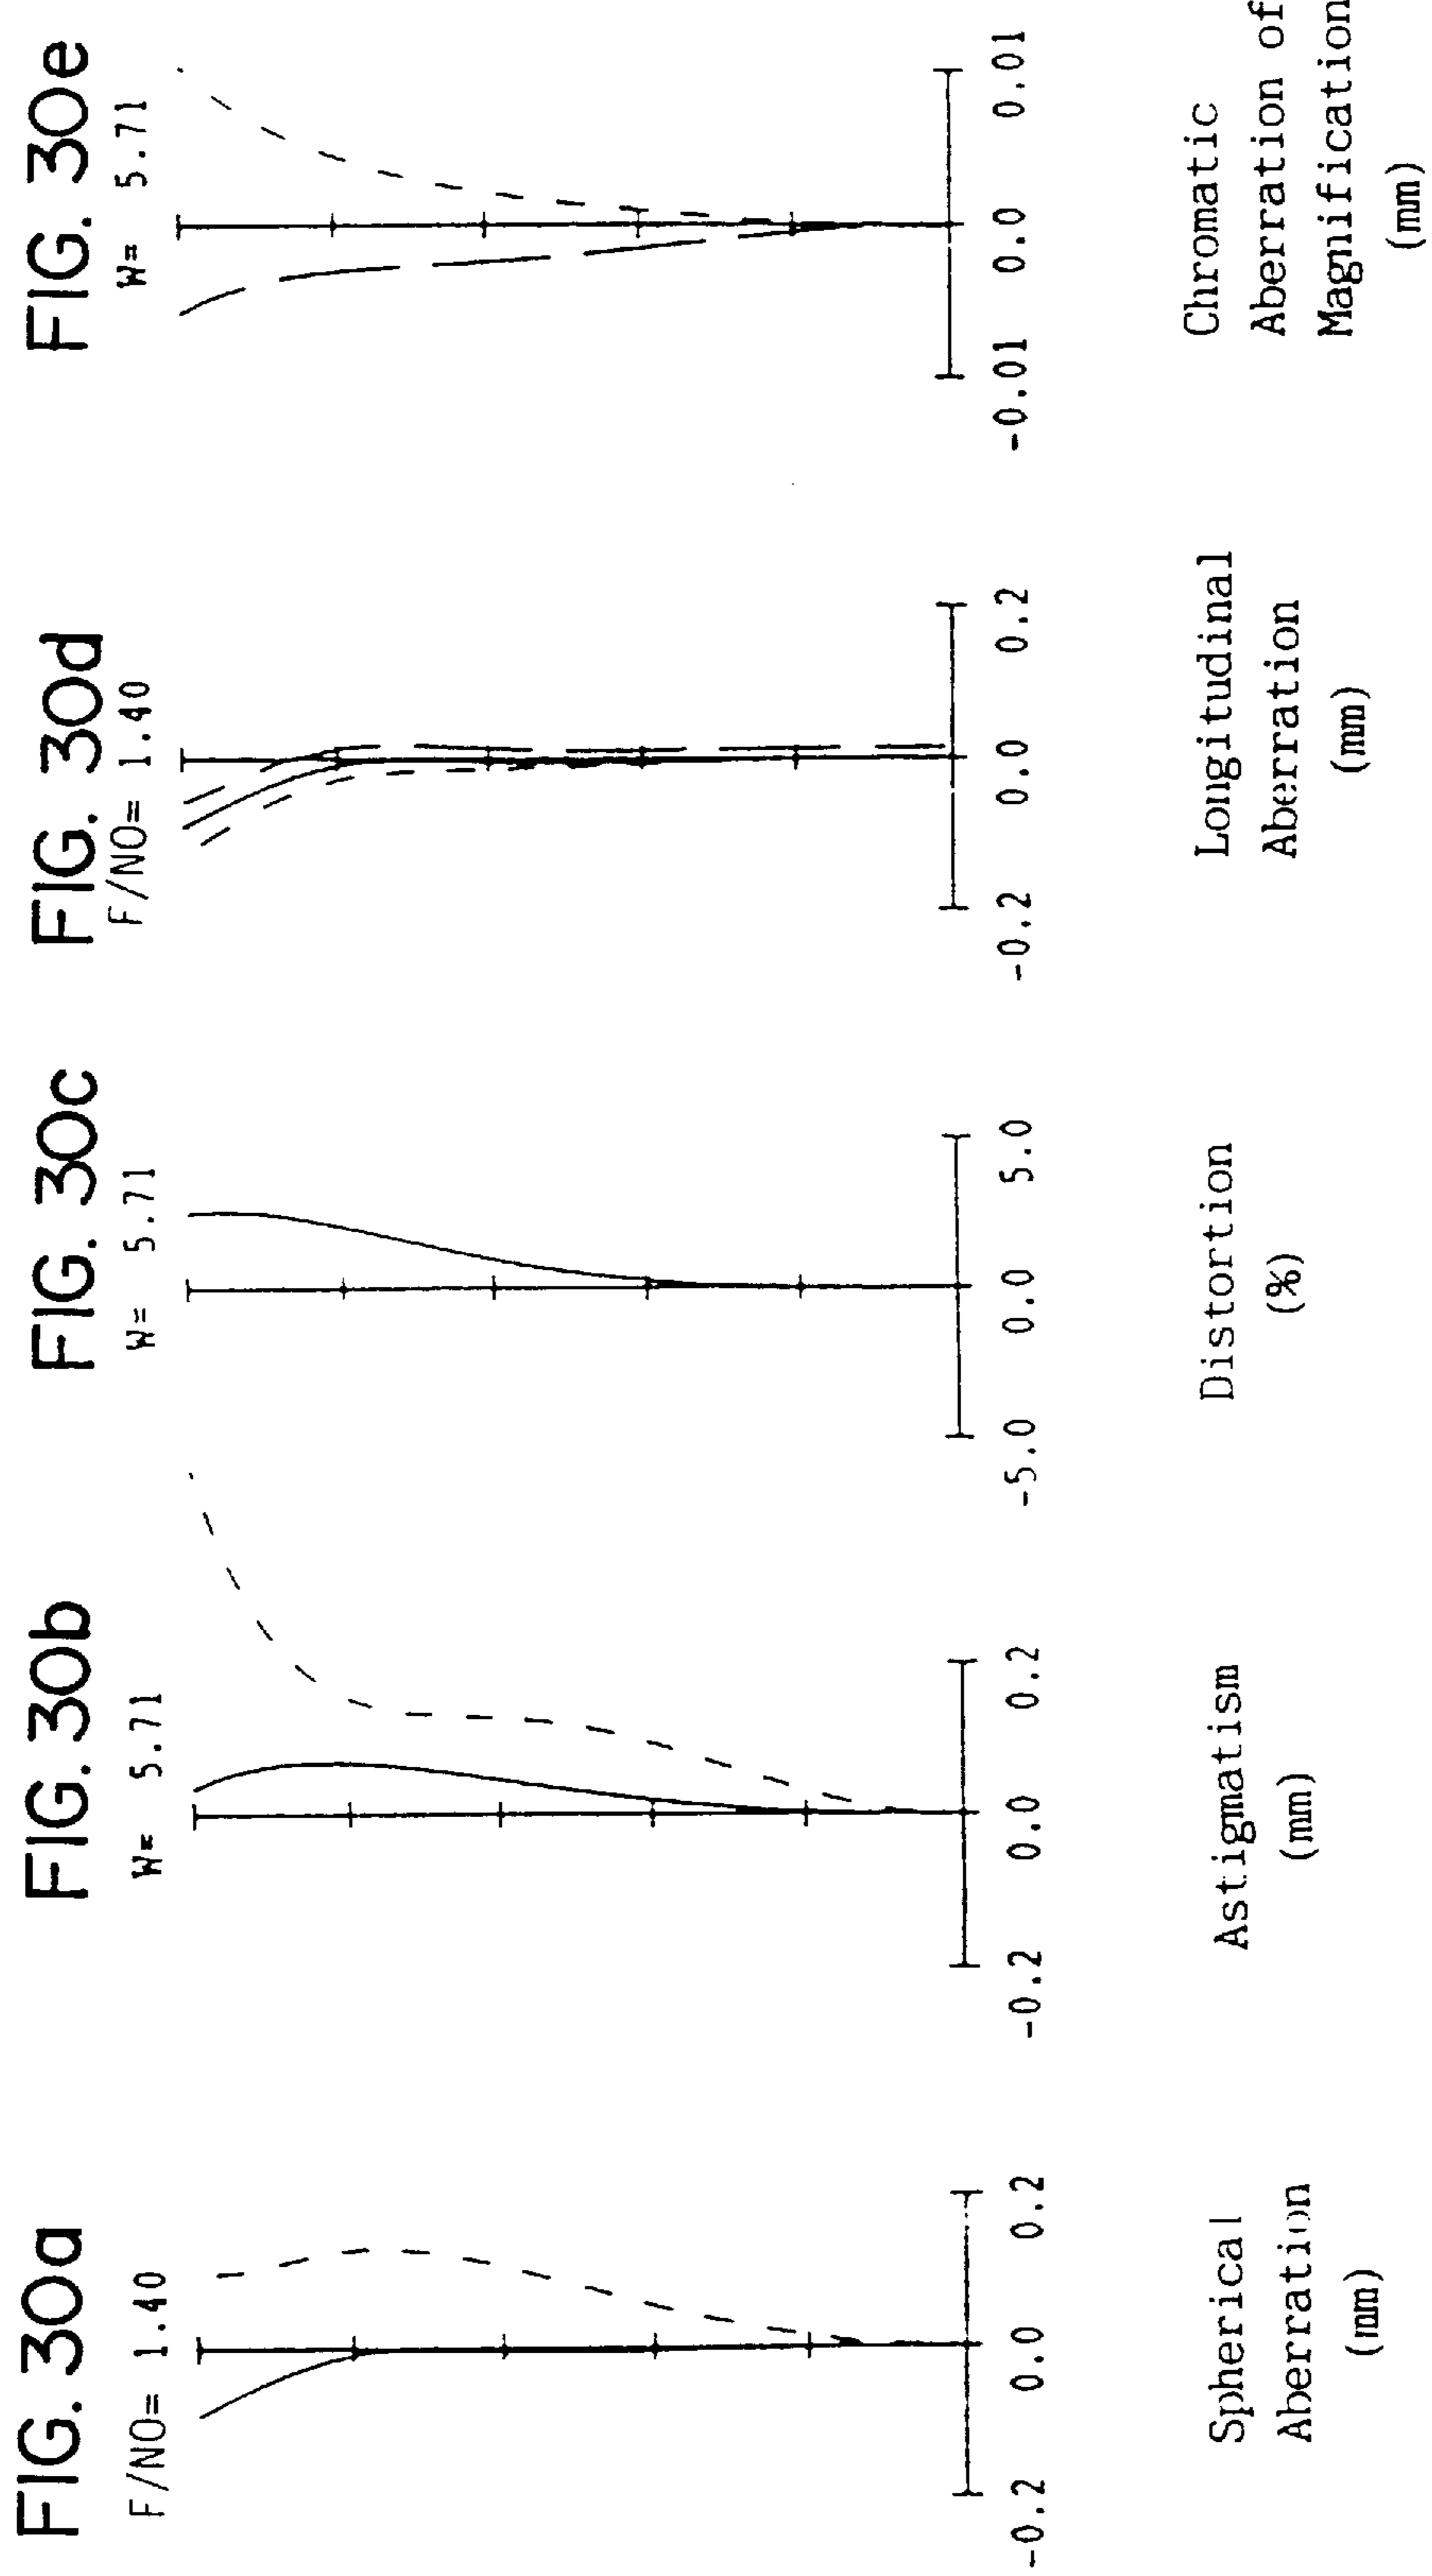 FIG. 30a
F/NO= 1.40
-0.2 0.0 0.2
Spherical
Aberration
(mm)
FIG. 30b
W= 5.71
-0.2 0.0 0.2
Astigmatism
(mm)
FIG. 30c
W= 5.71
-5.0 0.0 5.0
Distortion
(%)
FIG. 30d
F/NO= 1.40
-0.2 0.0 0.2
Longitudinal
Aberration
(mm)
FIG. 30e
W= 5.71
-0.01 0.0 0.01
Chromatic
Aberration of
Magnification
(mm)